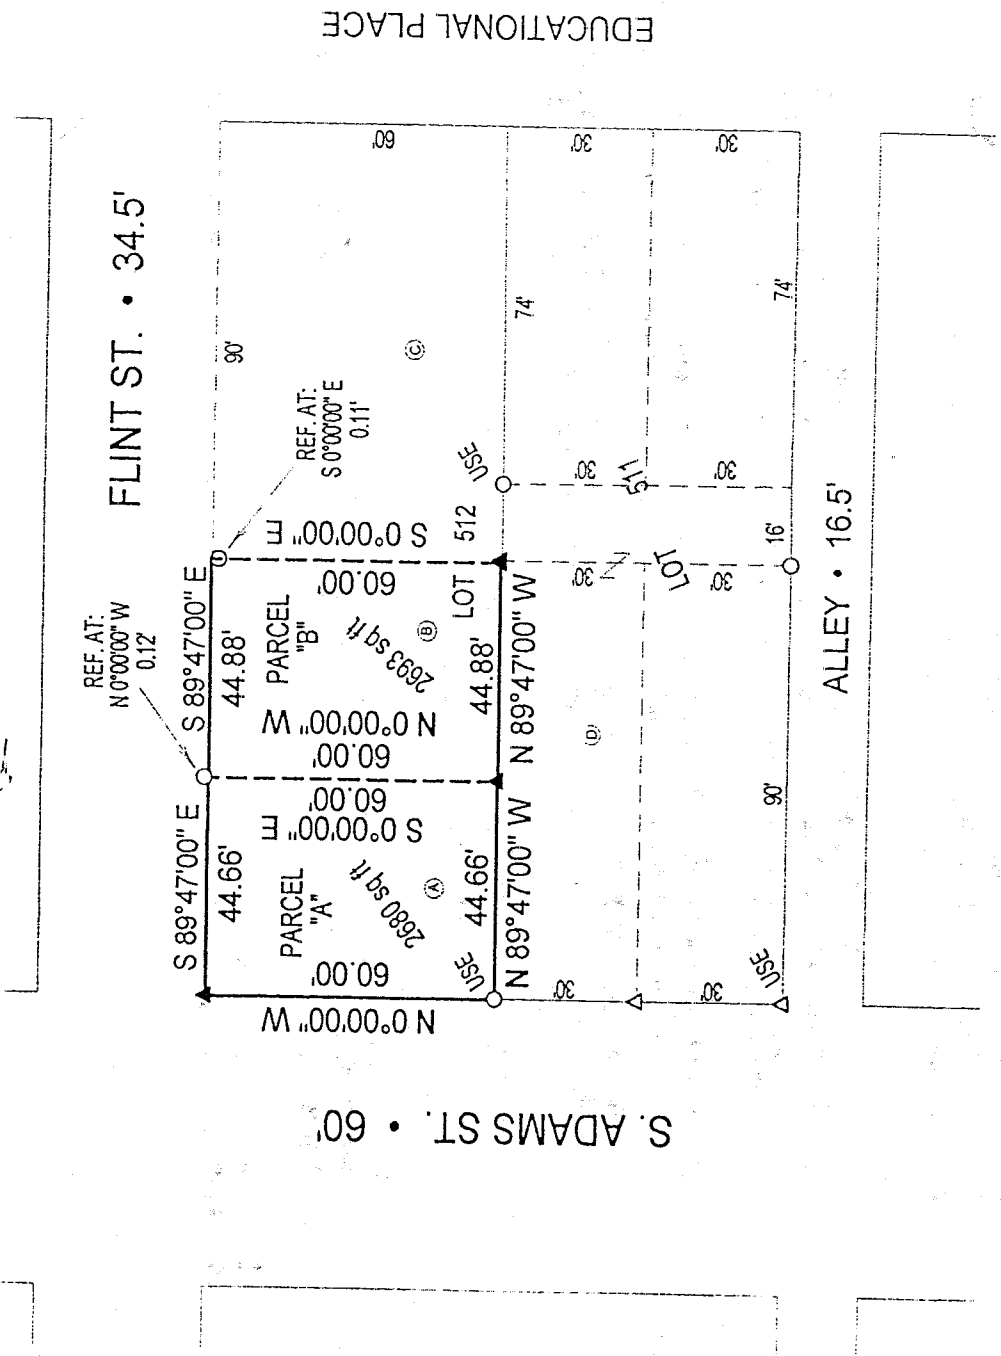 EDUCATIONAL PLACE
FLINT ST. • 34.5'
60'
30'
30'
90'
74'
74'
Ⓒ
REF. AT:
S 0°00'00" E
0.11'
REF. AT:
N 0°00'00" W
0.12
USE
30'
30'
511
LOT
16'
S 0°00'00" E
60.00'
512
LOT
S 89°47'00" E
44.88'
PARCEL
"B"
2693 sq ft
Ⓑ
44.88'
N 89°47'00" W
N 0°00'00" W
60.00'
30'
30'
ALLEY • 16.5'
Ⓓ
90'
60.00'
S 0°00'00" E
S 89°47'00" E
44.66'
PARCEL
"A"
2680 sq ft
Ⓐ
44.66'
N 89°47'00" W
60.00'
N 0°00'00" W
USE
30'
30'
USE
S. ADAMS ST. • 60'